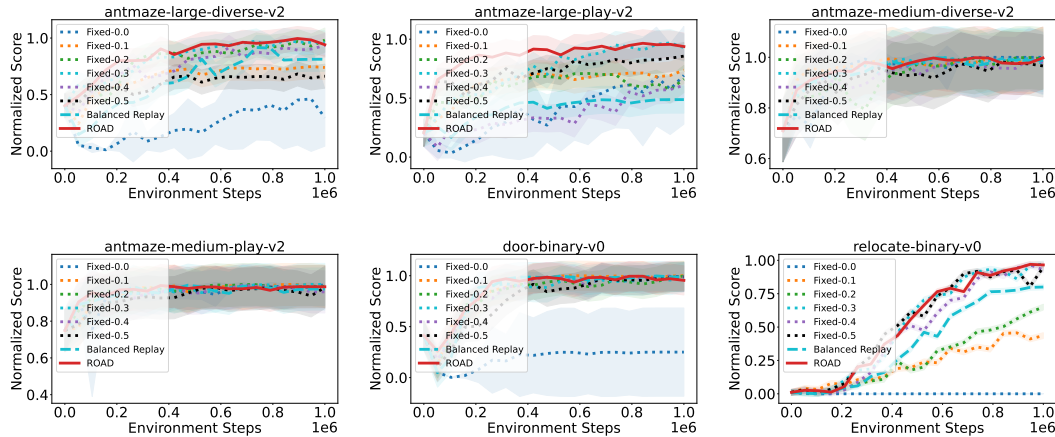 antmaze-large-diverse-v2
Normalized Score
1.0
0.5
0.0
Fixed-0.0
Fixed-0.1
Fixed-0.2
Fixed-0.3
Fixed-0.4
Fixed-0.5
Balanced Replay
ROAD
0.0 0.2 0.4 0.6 0.8 1.0
Environment Steps 1e6
antmaze-large-play-v2
Normalized Score
1.0
0.5
0.0
Fixed-0.0
Fixed-0.1
Fixed-0.2
Fixed-0.3
Fixed-0.4
Fixed-0.5
Balanced Replay
ROAD
0.0 0.2 0.4 0.6 0.8 1.0
Environment Steps 1e6
antmaze-medium-diverse-v2
Normalized Score
1.0
0.8
0.6
Fixed-0.0
Fixed-0.1
Fixed-0.2
Fixed-0.3
Fixed-0.4
Fixed-0.5
Balanced Replay
ROAD
0.0 0.2 0.4 0.6 0.8 1.0
Environment Steps 1e6
antmaze-medium-play-v2
Normalized Score
1.0
0.8
0.6
0.4
Fixed-0.0
Fixed-0.1
Fixed-0.2
Fixed-0.3
Fixed-0.4
Fixed-0.5
Balanced Replay
ROAD
0.0 0.2 0.4 0.6 0.8 1.0
Environment Steps 1e6
door-binary-v0
Normalized Score
1.0
0.5
0.0
Fixed-0.0
Fixed-0.1
Fixed-0.2
Fixed-0.3
Fixed-0.4
Fixed-0.5
Balanced Replay
ROAD
0.0 0.2 0.4 0.6 0.8 1.0
Environment Steps 1e6
relocate-binary-v0
Normalized Score
1.00
0.75
0.50
0.25
0.00
Fixed-0.0
Fixed-0.1
Fixed-0.2
Fixed-0.3
Fixed-0.4
Fixed-0.5
Balanced Replay
ROAD
0.0 0.2 0.4 0.6 0.8 1.0
Environment Steps 1e6